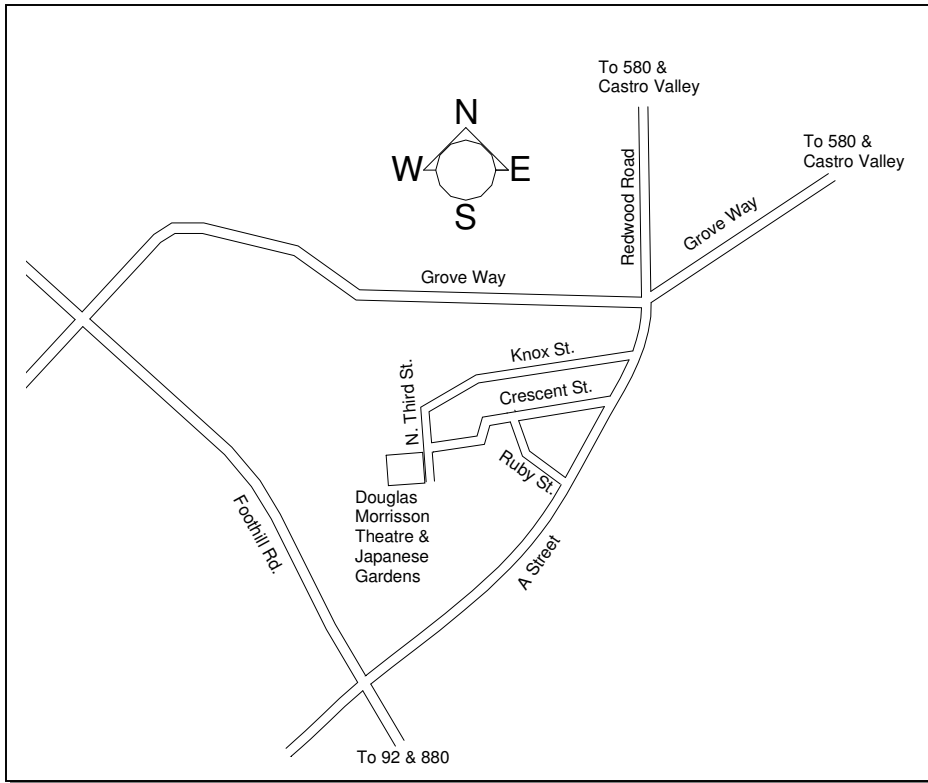 To 580 &
Castro Valley
To 580 &
Castro Valley
N
W
E
S
Redwood Road
Grove Way
Grove Way
Knox St.
N. Third St.
Crescent St.
Ruby St.
Douglas
Morrisson
Theatre &
Japanese
Gardens
Foothill Rd.
A Street
To 92 & 880